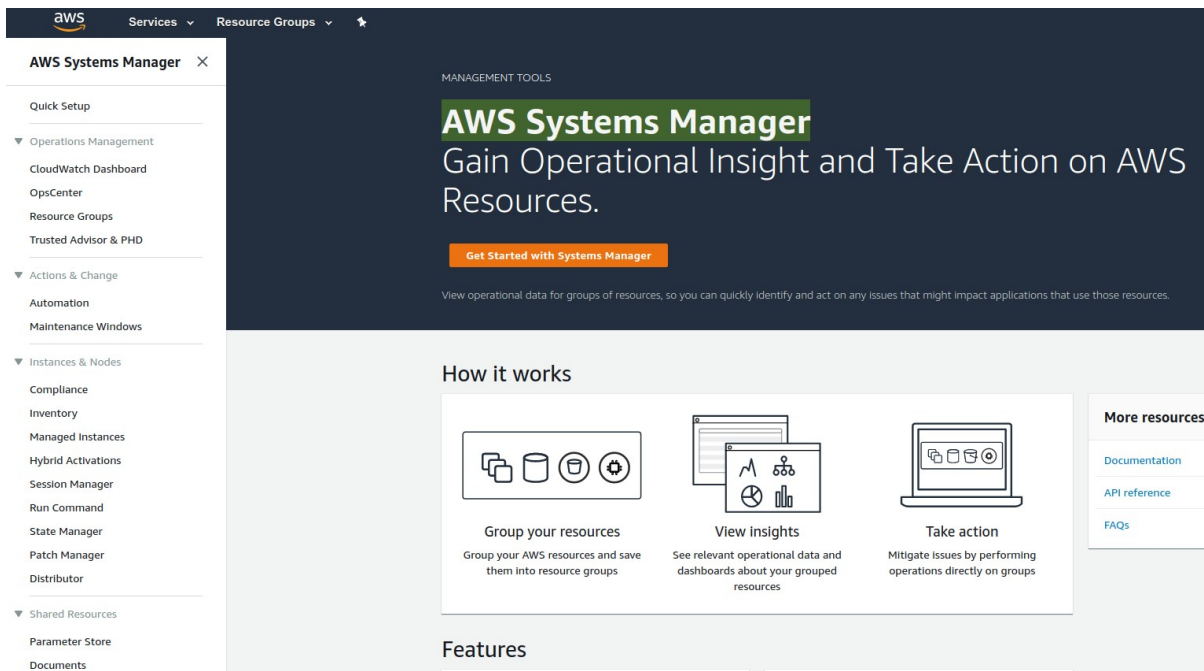 aws
Services
Resource Groups
AWS Systems Manager
Quick Setup
Operations Management
CloudWatch Dashboard
OpsCenter
Resource Groups
Trusted Advisor & PHD
Actions & Change
Automation
Maintenance Windows
Instances & Nodes
Compliance
Inventory
Managed Instances
Hybrid Activations
Session Manager
Run Command
State Manager
Patch Manager
Distributor
Shared Resources
Parameter Store
Documents
MANAGEMENT TOOLS
AWS Systems Manager
Gain Operational Insight and Take Action on AWS
Resources.
Get Started with Systems Manager
View operational data for groups of resources, so you can quickly identify and act on any issues that might impact applications that use those resources.
How it works
Group your resources
Group your AWS resources and save
them into resource groups
View insights
See relevant operational data and
dashboards about your grouped
resources
Take action
Mitigate issues by performing
operations directly on groups
More resources
Documentation
API reference
FAQs
Features